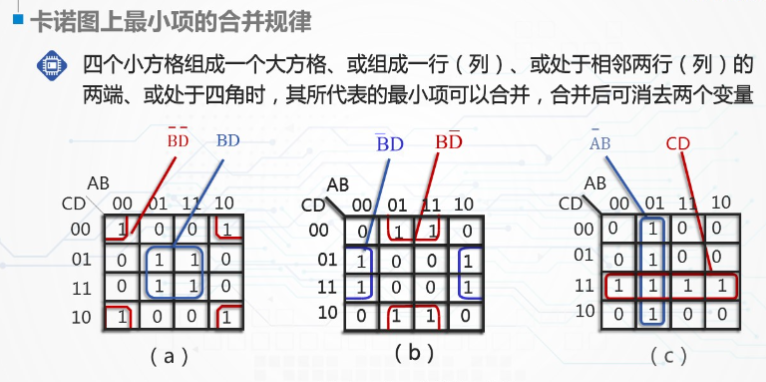 卡诺图上最小项的合并规律
四个小方格组成一个大方格、或组成一行（列）、或处于相邻两行（列）的
两端、或处于四角时，其所代表的最小项可以合并，合并后可消去两个变量
B̅D̅ BD
AB
CD 00 01 11 10
00 1 0 0 1
01 0 1 1 0
11 0 1 1 0
10 1 0 0 1
（a）
B̅D BD̅
AB
CD 00 01 11 10
00 0 1 1 0
01 1 0 0 1
11 1 0 0 1
10 0 1 1 0
（b）
A̅B CD
AB
CD 00 01 11 10
00 0 1 0 0
01 0 1 0 0
11 1 1 1 1
10 0 1 0 0
（c）